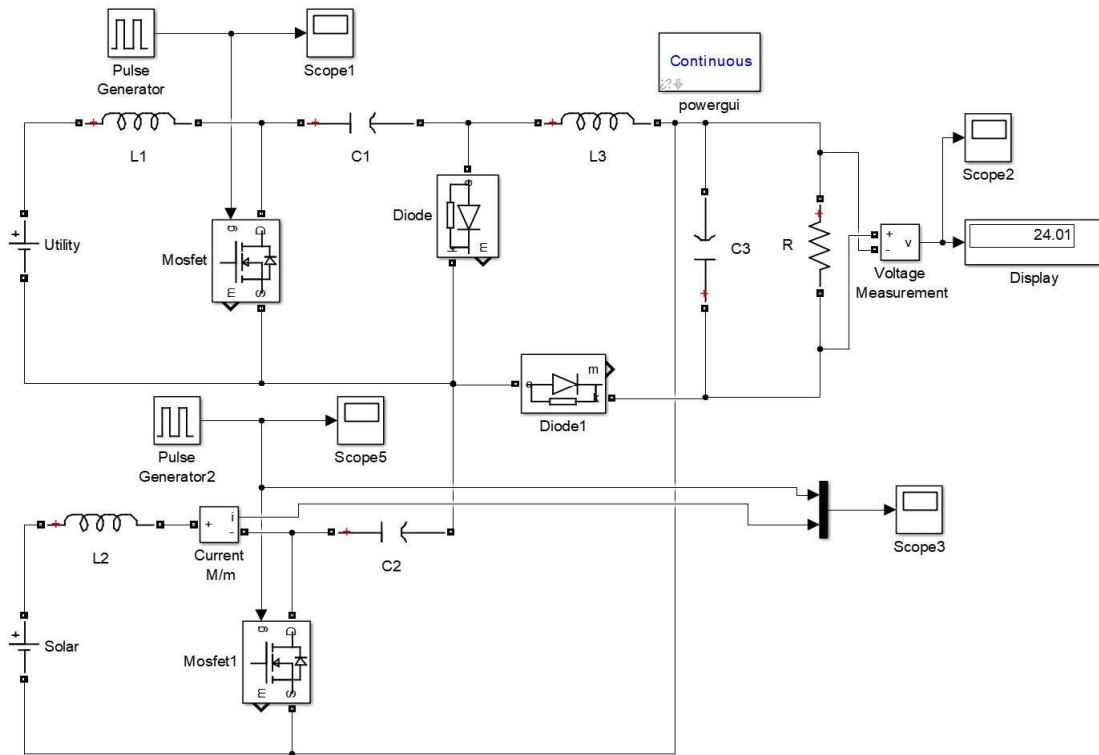 Pulse
Generator
Scope1
Continuous
powergui
L1
C1
L3
Scope2
Utility
g
D
Mosfet
m
S
a
Diode
k
m
C3
R
+
-
v
Voltage
Measurement
24.01
Display
a
m
k
Diode1
Pulse
Generator2
Scope5
L2
+
i
-
Current
M/m
C2
Scope3
Solar
g
D
Mosfet1
m
S